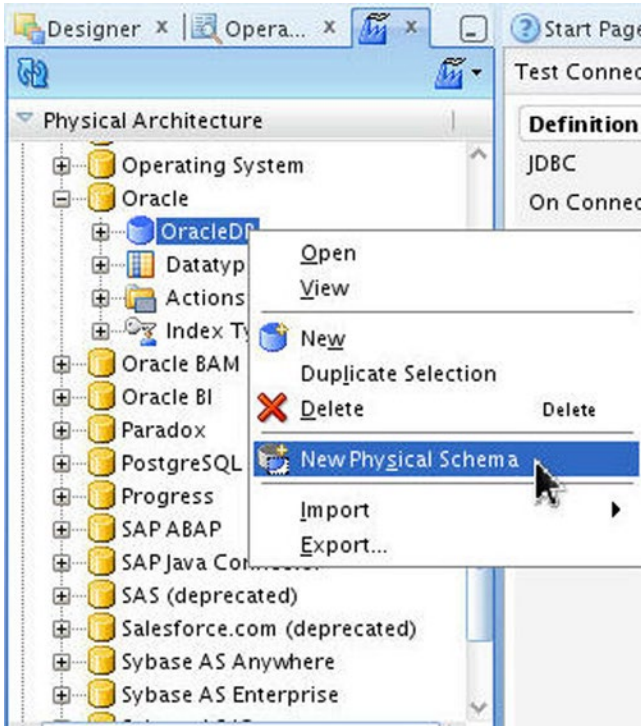 Designer
Opera...
Start Page
Test Connec
Physical Architecture
Definition
JDBC
On Connec
Operating System
Oracle
OracleD
Datatyp
Actions
Index Ty
Oracle BAM
Oracle BI
Paradox
PostgreSQL
Progress
SAP ABAP
SAP Java Connector
SAS (deprecated)
Salesforce.com (deprecated)
Sybase AS Anywhere
Sybase AS Enterprise
Open
View
New
Duplicate Selection
Delete Delete
New Physical Schema
Import
Export...